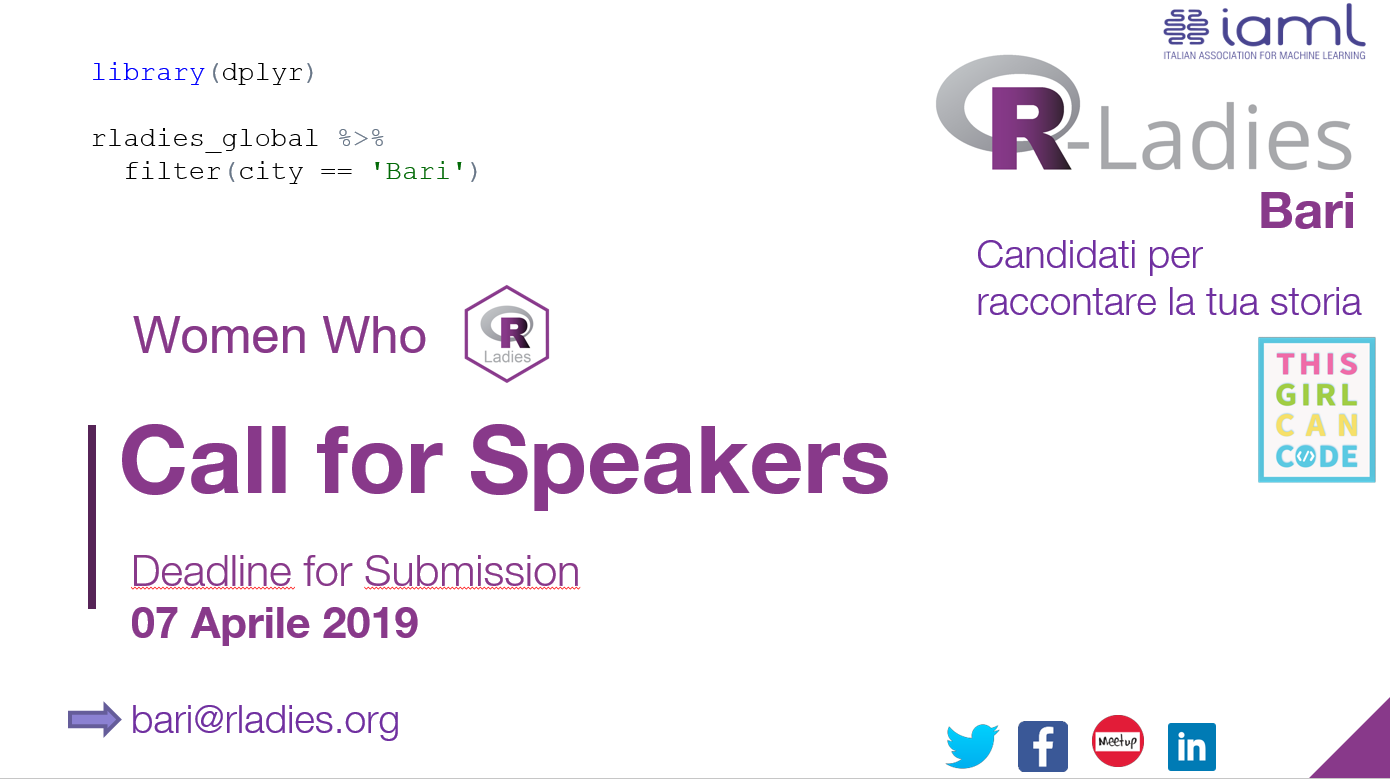 iaml
ITALIAN ASSOCIATION FOR MACHINE LEARNING
library(dplyr)
rladies_global %>%
  filter(city == 'Bari')
R-Ladies
Bari
Candidati per
raccontare la tua storia
Women Who
R
Ladies
THIS
GIRL
CAN
CODE
Call for Speakers
Deadline for Submission
07 Aprile 2019
bari@rladies.org
f
Meetup
in